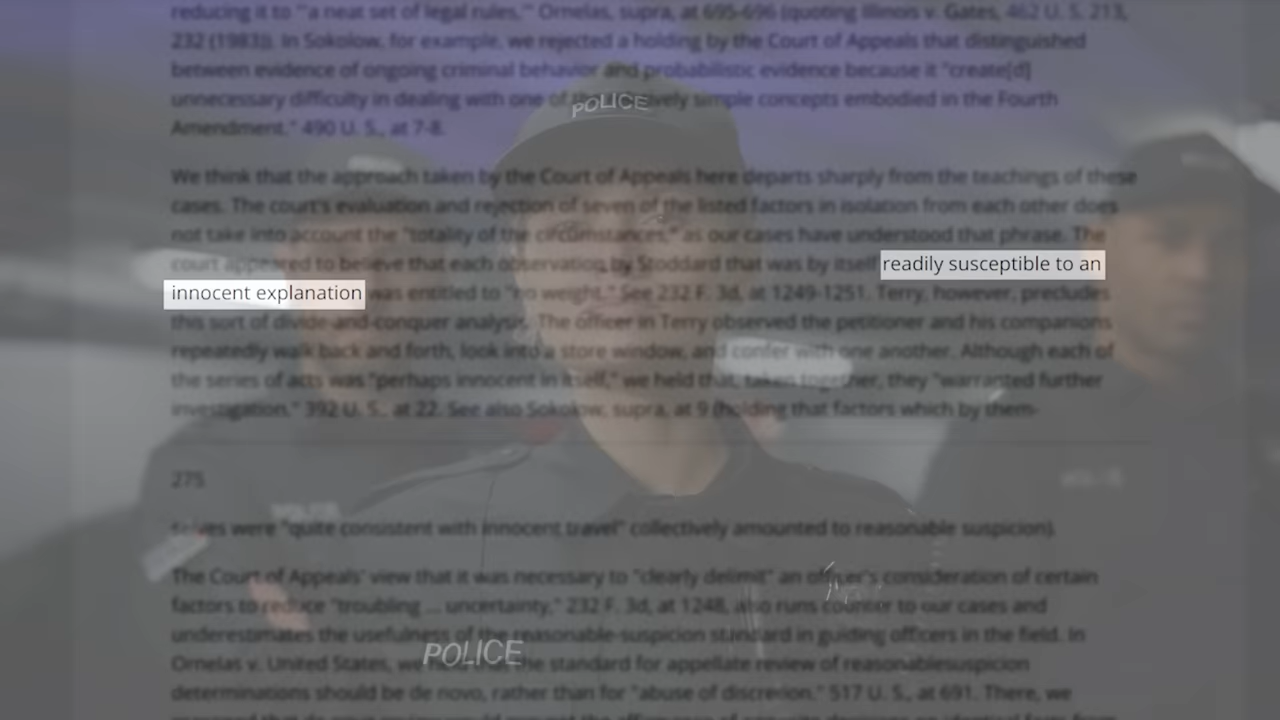 reducing it to "'a neat set of legal rules,'" Ornelas, supra, at 695-696 (quoting Illinois v. Gates, 462 U. S. 213,
232 (1983)). In Sokolow, for example, we rejected a holding by the Court of Appeals that distinguished
between evidence of ongoing criminal behavior and probabilistic evidence because it "create[d]
unnecessary difficulty in dealing with one of the relatively simple concepts embodied in the Fourth
POLICE
Amendment." 490 U. S., at 7-8.
We think that the approach taken by the Court of Appeals here departs sharply from the teachings of these
cases. The court's evaluation and rejection of seven of the listed factors in isolation from each other does
not take into account the "totality of the circumstances," as our cases have understood that phrase. The
court appeared to believe that each observation by Stoddard that was by itself readily susceptible to an
innocent explanation was entitled to "no weight." See 232 F. 3d, at 1249-1251. Terry, however, precludes
this sort of divide-and-conquer analysis. The officer in Terry observed the petitioner and his companions
repeatedly walk back and forth, look into a store window, and confer with one another. Although each of
the series of acts was "perhaps innocent in itself," we held that, taken together, they "warranted further
investigation." 392 U. S., at 22. See also Sokolow, supra, at 9 (holding that factors which by them-
275
selves were "quite consistent with innocent travel" collectively amounted to reasonable suspicion).
The Court of Appeals' view that it was necessary to "clearly delimit" an officer's consideration of certain
factors to reduce "troubling ... uncertainty," 232 F. 3d, at 1248, also runs counter to our cases and
underestimates the usefulness of the reasonable-suspicion standard in guiding officers in the field. In
POLICE
Ornelas v. United States, we held that the standard for appellate review of reasonablesuspicion
determinations should be de novo, rather than for "abuse of discretion." 517 U. S., at 691. There, we